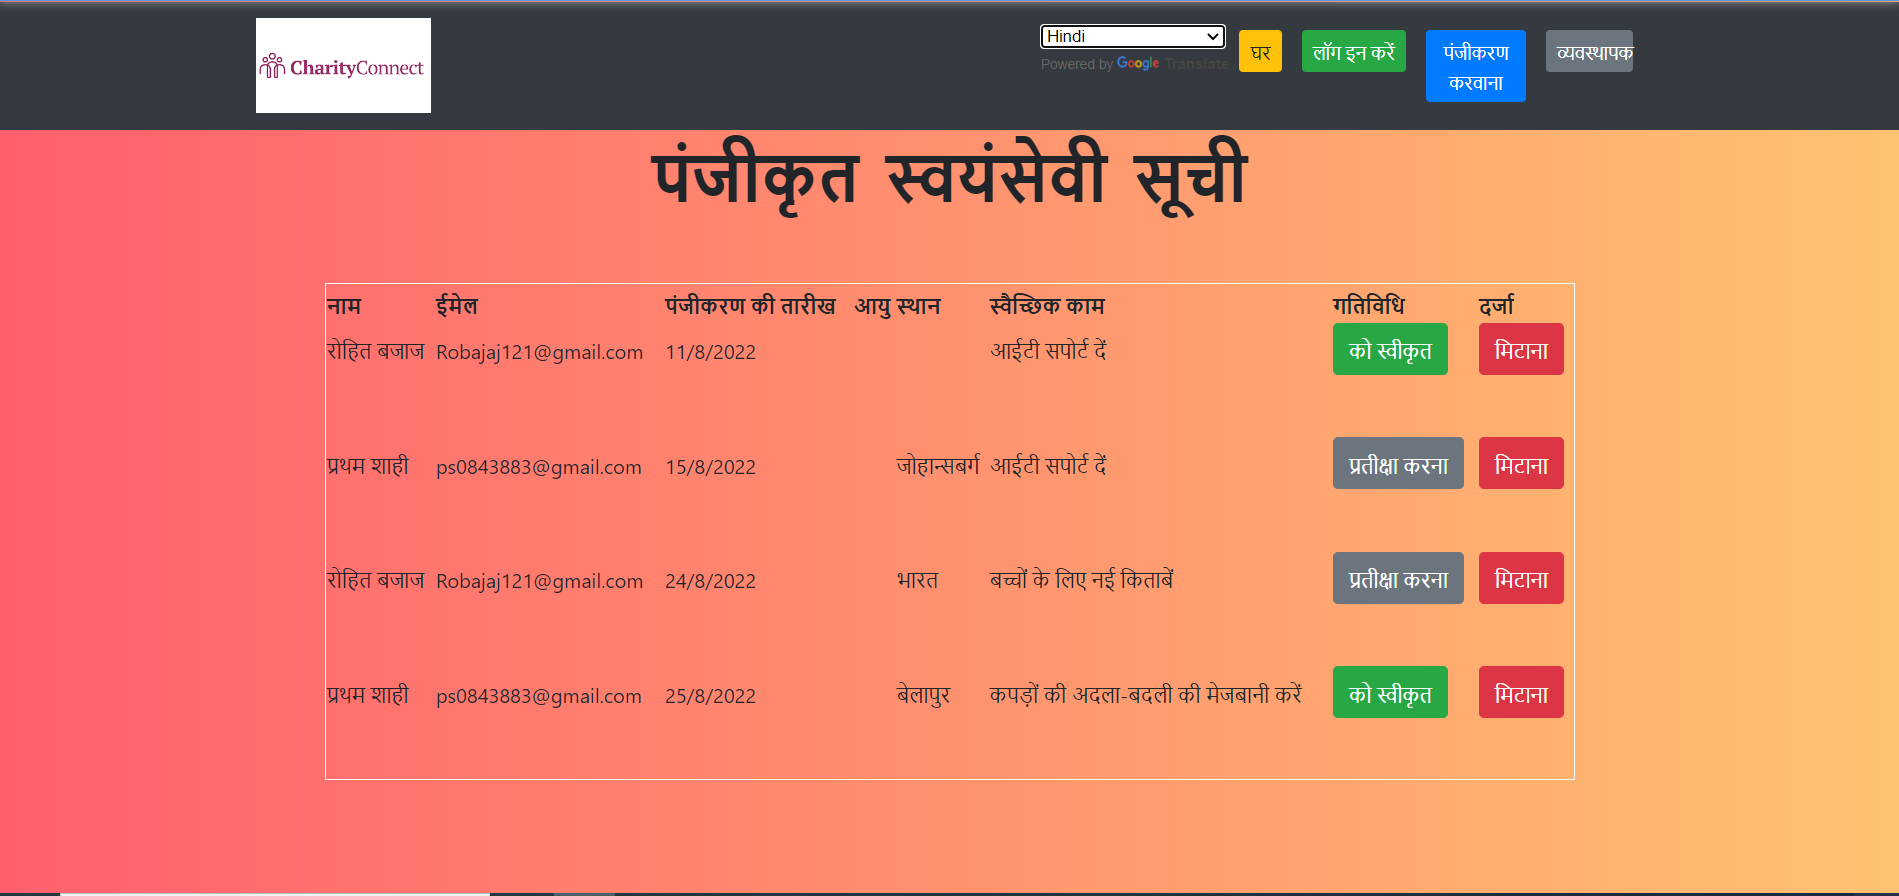 CharityConnect
Hindi
Powered by Google Translate
घर
लॉग इन करें
पंजीकरण
करवाना
व्यवस्थापक
पंजीकृत स्वयंसेवी सूची
नाम ईमेल पंजीकरण की तारीख आयु स्थान स्वैच्छिक काम गतिविधि दर्जा
रोहित बजाज Robajaj121@gmail.com 11/8/2022 आईटी सपोर्ट दें को स्वीकृत मिटाना
प्रथम शाही ps0843883@gmail.com 15/8/2022 जोहान्सबर्ग आईटी सपोर्ट दें प्रतीक्षा करना मिटाना
रोहित बजाज Robajaj121@gmail.com 24/8/2022 भारत बच्चों के लिए नई किताबें प्रतीक्षा करना मिटाना
प्रथम शाही ps0843883@gmail.com 25/8/2022 बेलापुर कपड़ों की अदला-बदली की मेजबानी करें को स्वीकृत मिटाना